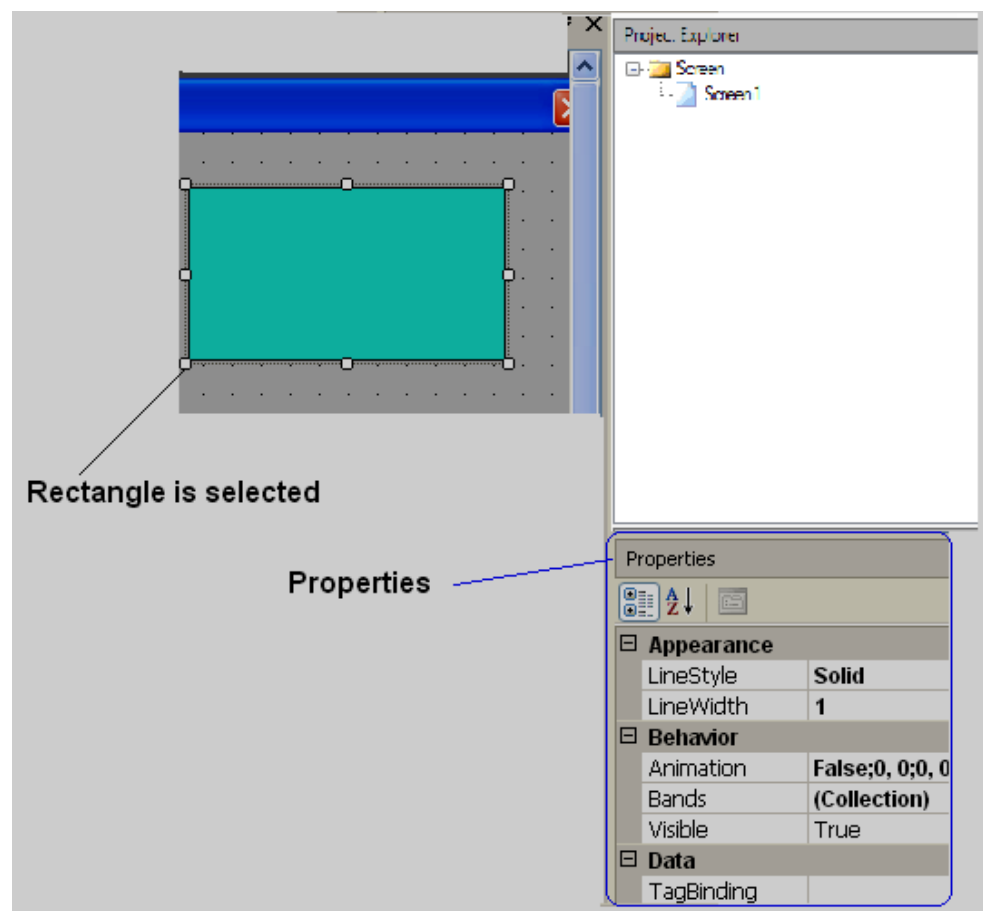 Project Explorer
Screen
Screen1
Rectangle is selected
Properties
Properties
Appearance
LineStyle Solid
LineWidth 1
Behavior
Animation False;0, 0;0, 0
Bands (Collection)
Visible True
Data
TagBinding